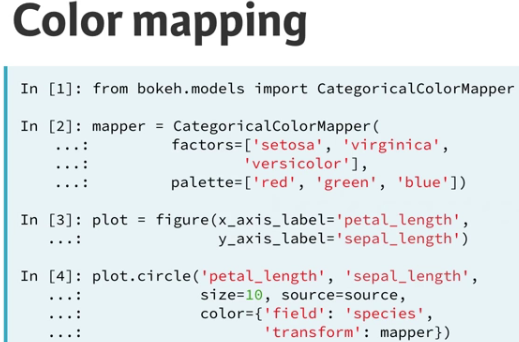 Color mapping
In [1]: from bokeh.models import CategoricalColorMapper
In [2]: mapper = CategoricalColorMapper(
   ...:           factors=['setosa', 'virginica',
   ...:                    'versicolor'],
   ...:           palette=['red', 'green', 'blue'])
In [3]: plot = figure(x_axis_label='petal_length',
   ...:               y_axis_label='sepal_length')
In [4]: plot.circle('petal_length', 'sepal_length',
   ...:             size=10, source=source,
   ...:             color={'field': 'species',
   ...:                    'transform': mapper})